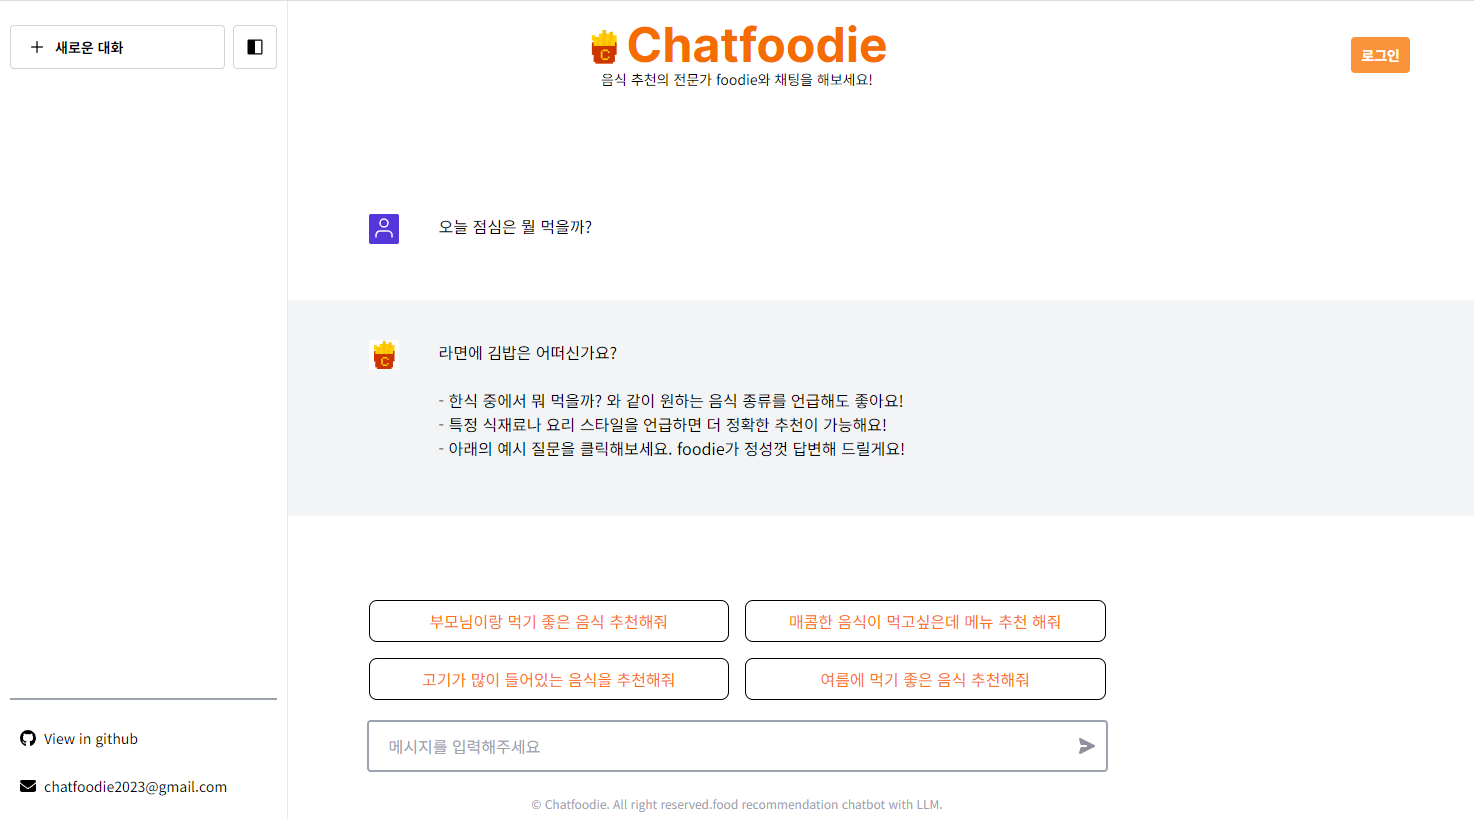 새로운 대화
Chatfoodie
음식 추천의 전문가 foodie와 채팅을 해보세요!
로그인
오늘 점심은 뭘 먹을까?
C
라면에 김밥은 어떠신가요?
- 한식 중에서 뭐 먹을까? 와 같이 원하는 음식 종류를 언급해도 좋아요!
- 특정 식재료나 요리 스타일을 언급하면 더 정확한 추천이 가능해요!
- 아래의 예시 질문을 클릭해보세요. foodie가 정성껏 답변해 드릴게요!
부모님이랑 먹기 좋은 음식 추천해줘
매콤한 음식이 먹고싶은데 메뉴 추천 해줘
고기가 많이 들어있는 음식을 추천해줘
여름에 먹기 좋은 음식 추천해줘
메시지를 입력해주세요
View in github
chatfoodie2023@gmail.com
© Chatfoodie. All right reserved.food recommendation chatbot with LLM.